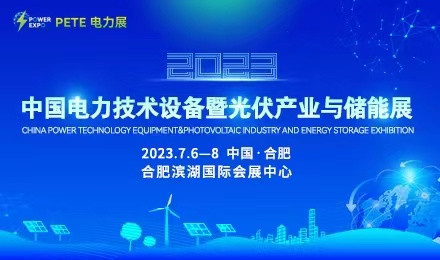 POWER EXPO PETE 电力展
2023
中国电力技术设备暨光伏产业与储能展
CHINA POWER TECHNOLOGY EQUIPMENT&PHOTOVOLTAIC INDUSTRY AND ENERGY STORAGE EXHIBITION
2023.7.6—8 中国·合肥
合肥滨湖国际会展中心